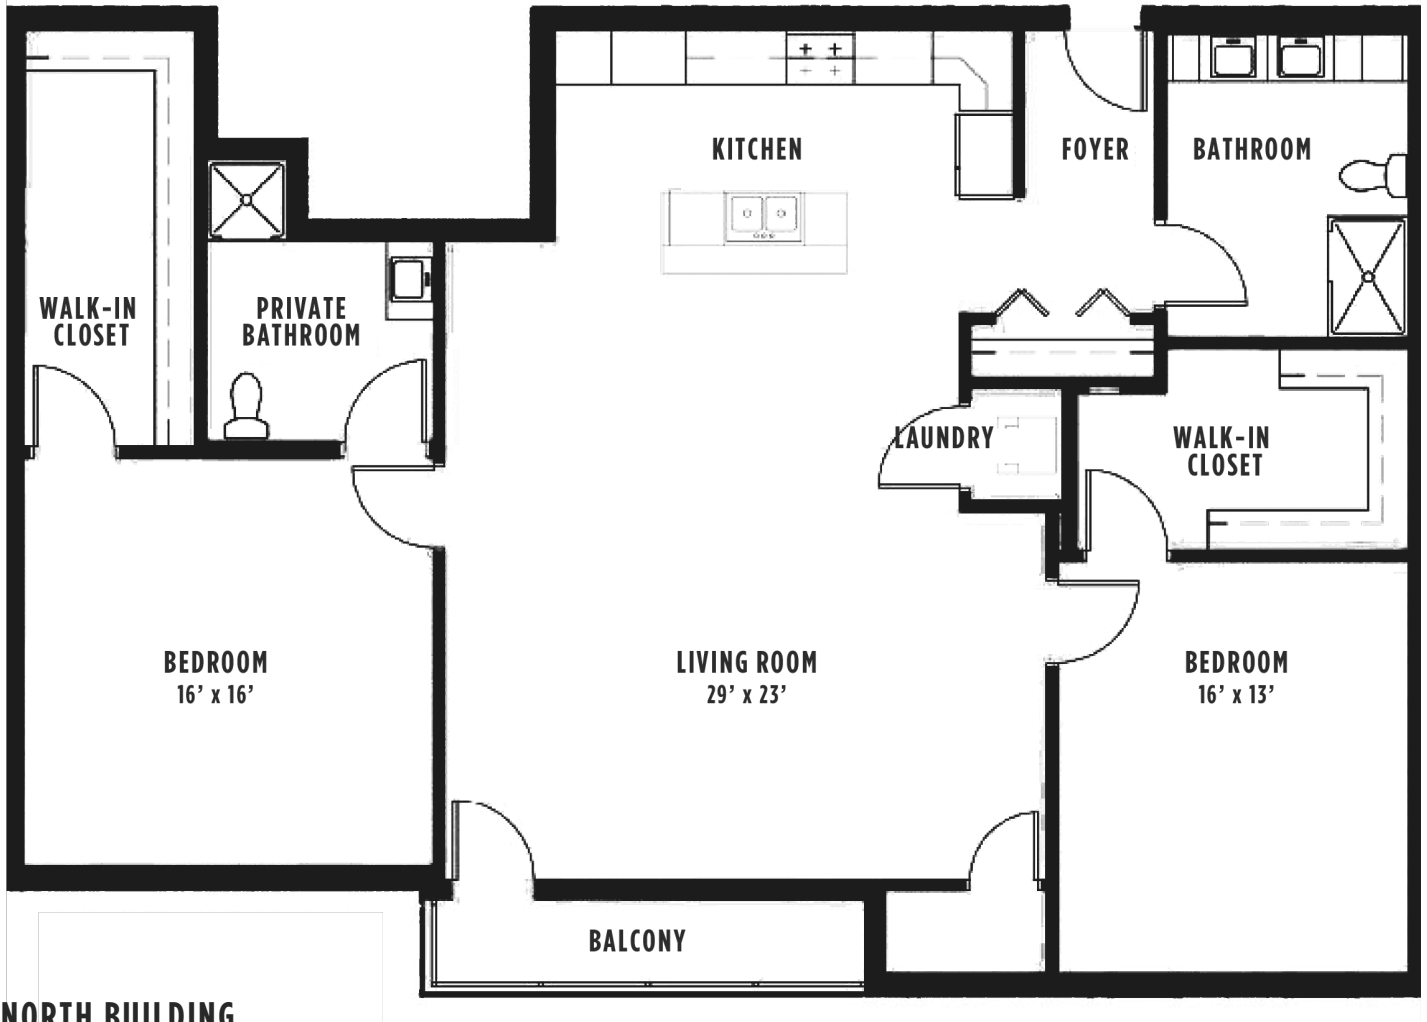 KITCHEN
FOYER
BATHROOM
WALK-IN
CLOSET
PRIVATE
BATHROOM
LAUNDRY
WALK-IN
CLOSET
BEDROOM
16’ x 16’
LIVING ROOM
29’ x 23’
BEDROOM
16’ x 13’
BALCONY
NORTH BUILDING